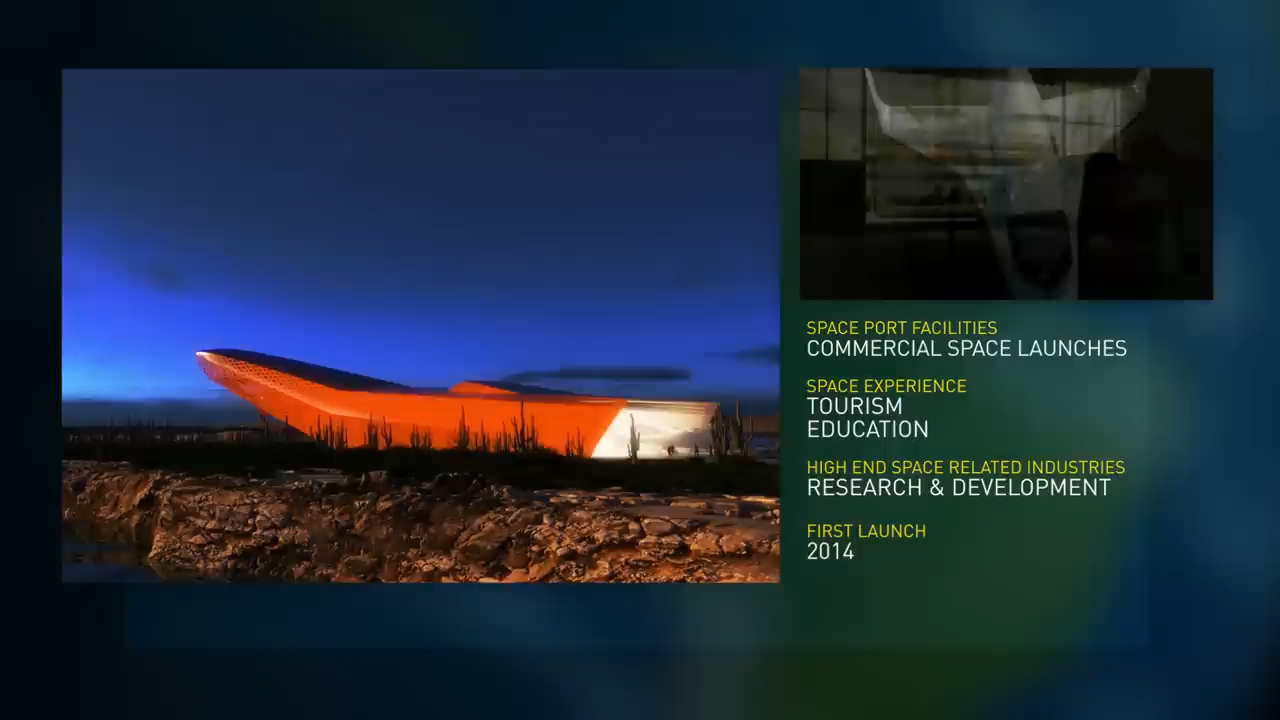 SPACE PORT FACILITIES
COMMERCIAL SPACE LAUNCHES
SPACE EXPERIENCE
TOURISM
EDUCATION
HIGH END SPACE RELATED INDUSTRIES
RESEARCH & DEVELOPMENT
FIRST LAUNCH
2014